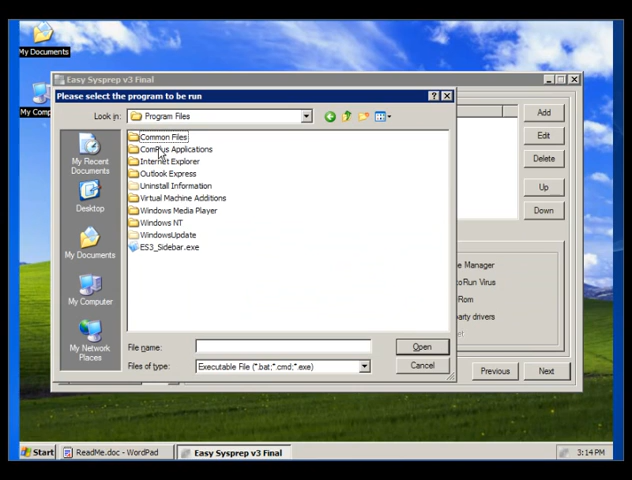 My Documents
My Comp
Easy Sysprep v3 Final
Please select the program to be run
Look in:
Program Files
My Recent
Documents
Desktop
My Documents
My Computer
My Network
Places
Common Files
ComPlus Applications
Internet Explorer
Outlook Express
Uninstall Information
Virtual Machine Additions
Windows Media Player
Windows NT
WindowsUpdate
ES3_Sidebar.exe
File name:
Open
Files of type:
Executable File (*.bat;*.cmd;*.exe)
Cancel
Add
Edit
Delete
Up
Down
e Manager
toRun Virus
Rom
party drivers
Previous
Next
Start
ReadMe.doc - WordPad
Easy Sysprep v3 Final
3:14 PM